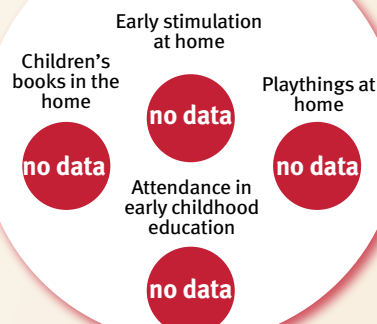 Early stimulation
at home
Children’s
books in the
home
Playthings at
home
no data
no data
no data
Attendance in
early childhood
education
no data